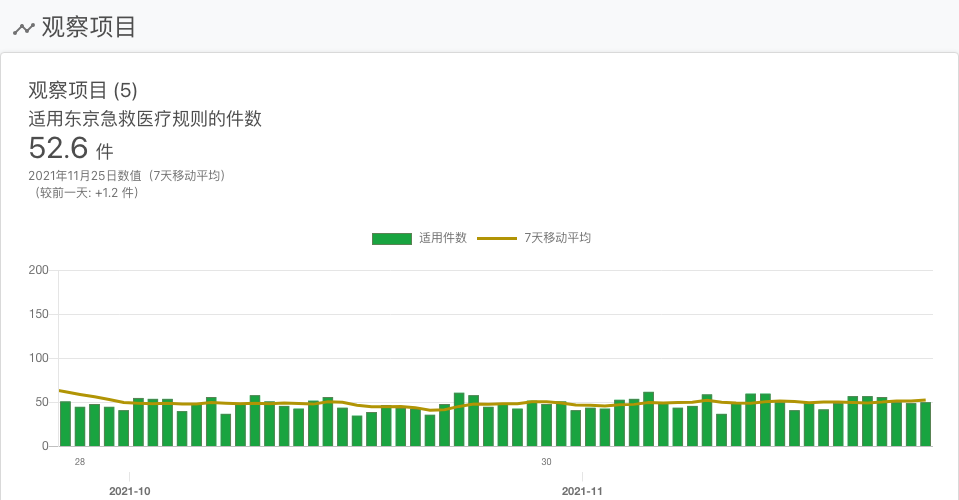 观察项目
观察项目 (5)
适用东京急救医疗规则的件数
52.6 件
2021年11月25日数值（7天移动平均）
（较前一天: +1.2 件）
适用件数 7天移动平均
200
150
100
50
0
28 30
2021-10 2021-11